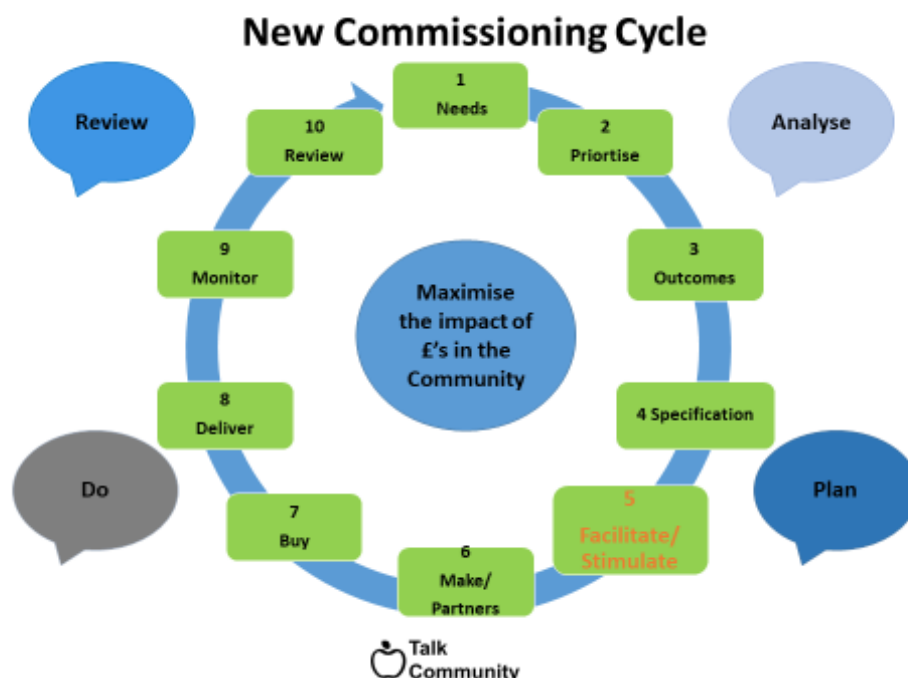 New Commissioning Cycle
Review
Analyse
1
Needs
2
Priortise
3
Outcomes
4 Specification
5
Facilitate/
Stimulate
6
Make/
Partners
7
Buy
8
Deliver
9
Monitor
10
Review
Maximise
the impact of
£'s in the
Community
Do
Plan
Talk
Community